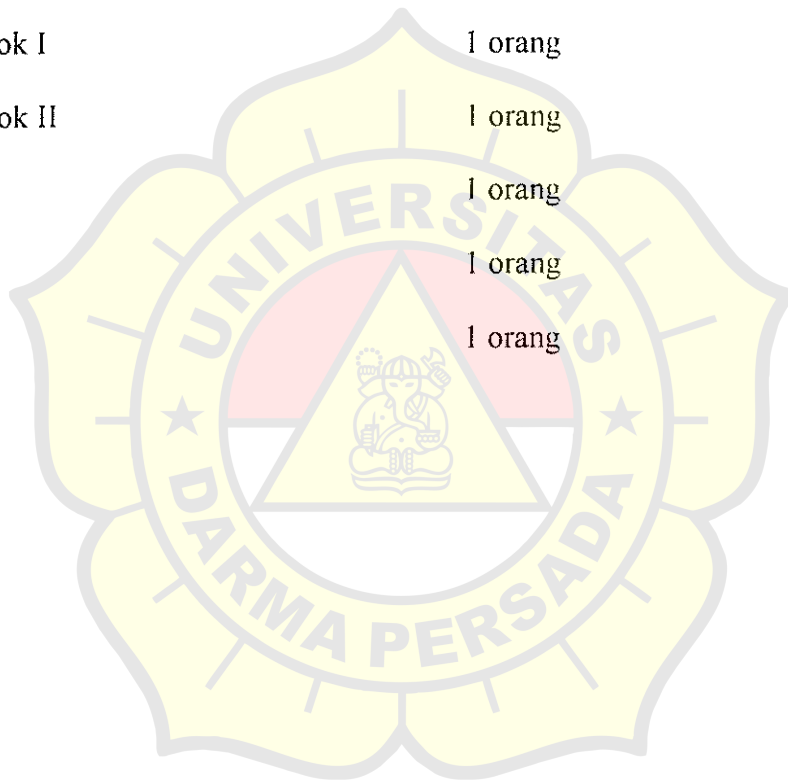 ok I 1 orang
ok II 1 orang
1 orang
1 orang
1 orang
UNIVERSITAS
DARMA PERSADA